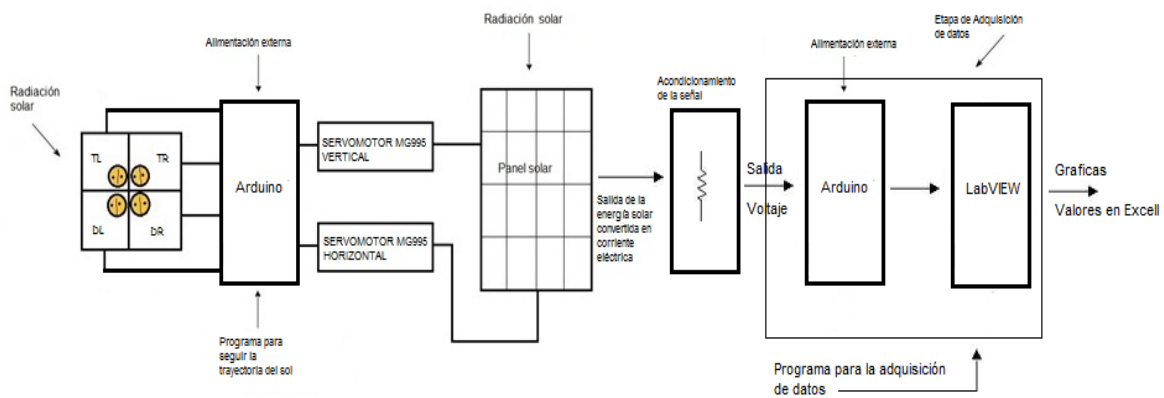 Radiación
solar
TL
TR
DL
DR
Alimentación externa
Arduino
Programa para
seguir la
trayectoria del sol
SERVOMOTOR MG995
VERTICAL
SERVOMOTOR MG995
HORIZONTAL
Radiación solar
Panel solar
Salida de la
energía solar
convertida en
corriente
eléctrica
Acondicionamiento
de la señal
Salida
Voltaje
Alimentación externa
Etapa de Adquisición
de datos
Arduino
LabVIEW
Graficas
Valores en Excell
Programa para la adquisición
de datos